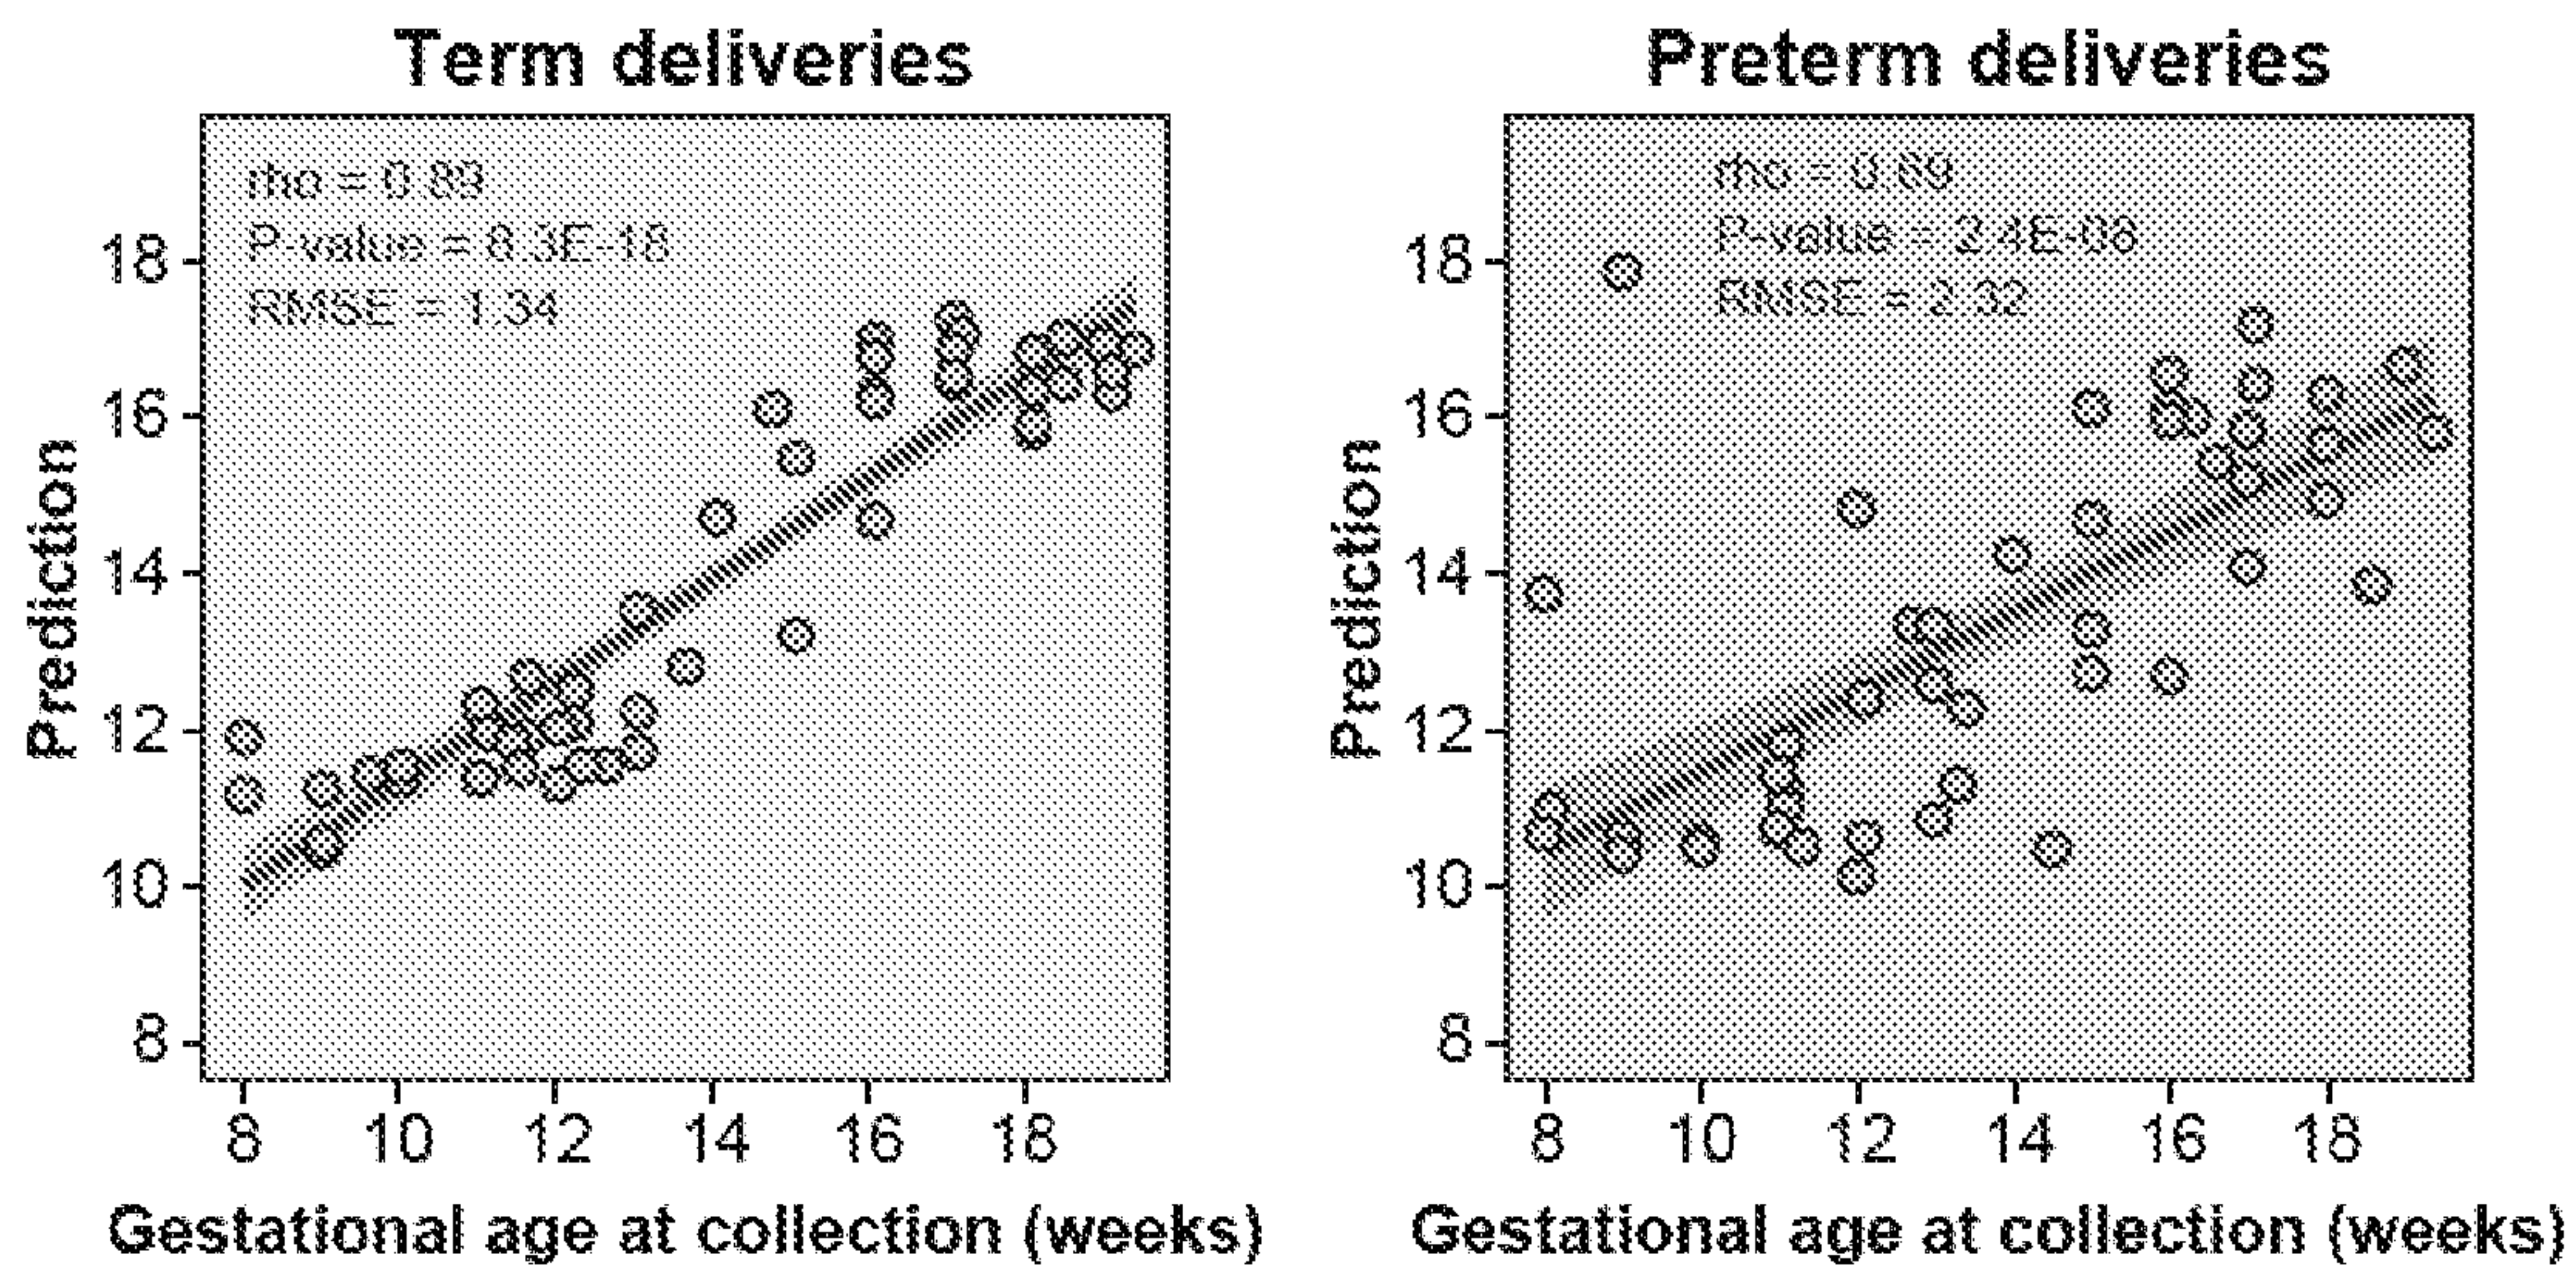 Term deliveries
rho = 0.89
P-value = 8.3E-18
RMSE = 1.34
18
16
14
12
10
8
Prediction
8 10 12 14 16 18
Gestational age at collection (weeks)
Preterm deliveries
rho = 0.69
P-value = 2.4E-06
RMSE = 2.32
18
16
14
12
10
8
Prediction
8 10 12 14 16 18
Gestational age at collection (weeks)